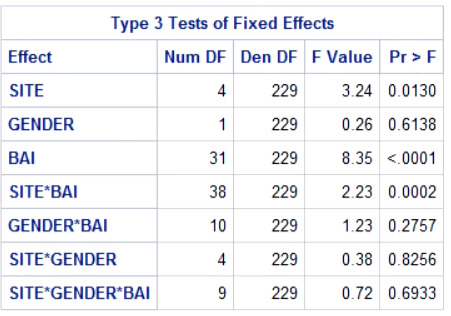 Type 3 Tests of Fixed Effects
Effect Num DF Den DF F Value Pr > F
SITE 4 229 3.24 0.0130
GENDER 1 229 0.26 0.6138
BAI 31 229 8.35 <.0001
SITE*BAI 38 229 2.23 0.0002
GENDER*BAI 10 229 1.23 0.2757
SITE*GENDER 4 229 0.38 0.8256
SITE*GENDER*BAI 9 229 0.72 0.6933